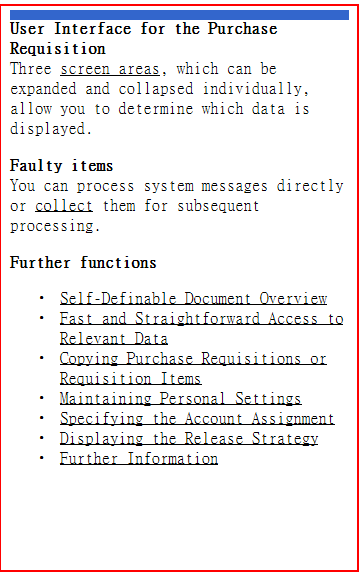 User Interface for the Purchase
Requisition
Three screen areas, which can be
expanded and collapsed individually,
allow you to determine which data is
displayed.
Faulty items
You can process system messages directly
or collect them for subsequent
processing.
Further functions
• Self-Definable Document Overview
• Fast and Straightforward Access to
Relevant Data
• Copying Purchase Requisitions or
Requisition Items
• Maintaining Personal Settings
• Specifying the Account Assignment
• Displaying the Release Strategy
• Further Information